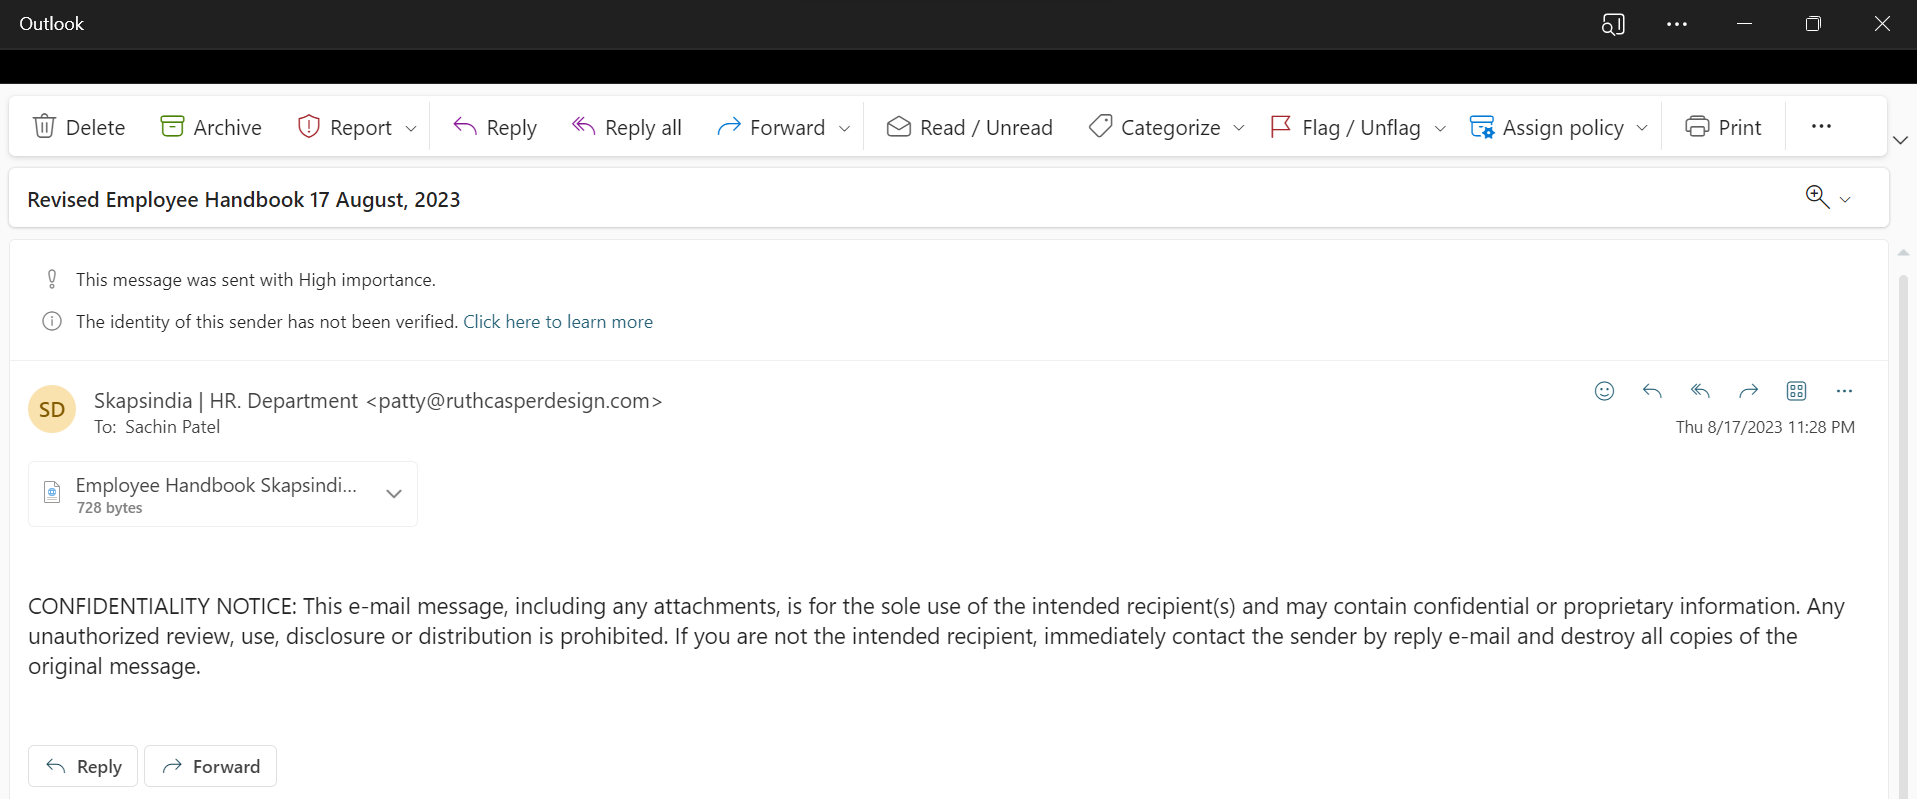 Outlook
Delete Archive Report Reply Reply all Forward Read / Unread Categorize Flag / Unflag Assign policy Print
Revised Employee Handbook 17 August, 2023
This message was sent with High importance.
The identity of this sender has not been verified. Click here to learn more
SD
Skapsindia | HR. Department <patty@ruthcasperdesign.com>
To: Sachin Patel
Thu 8/17/2023 11:28 PM
Employee Handbook Skapsindi...
728 bytes
CONFIDENTIALITY NOTICE: This e-mail message, including any attachments, is for the sole use of the intended recipient(s) and may contain confidential or proprietary information. Any
unauthorized review, use, disclosure or distribution is prohibited. If you are not the intended recipient, immediately contact the sender by reply e-mail and destroy all copies of the
original message.
Reply Forward